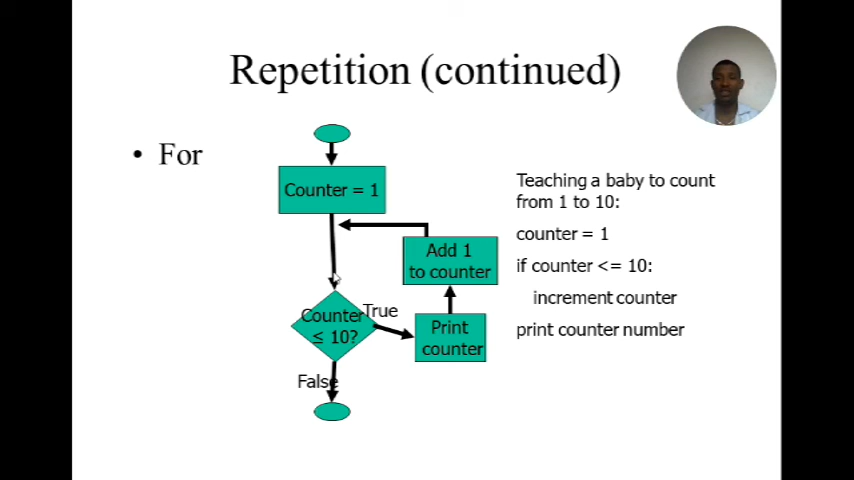 Repetition (continued)
• For
Counter = 1
Add 1
to counter
Counter
≤ 10?
True
Print
counter
False
Teaching a baby to count
from 1 to 10:
counter = 1
if counter <= 10:
increment counter
print counter number